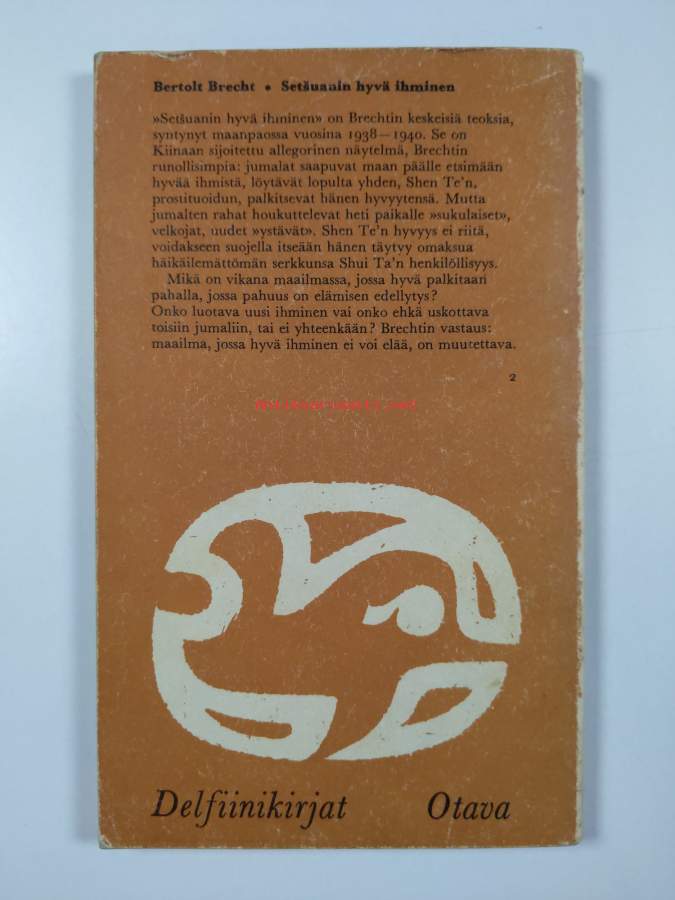 Bertolt Brecht • Setšuanin hyvä ihminen
»Setšuanin hyvä ihminen» on Brechtin keskeisiä teoksia,
syntynyt maanpaossa vuosina 1938—1940. Se on
Kiinaan sijoitettu allegorinen näytelmä, Brechtin
runollisimpia: jumalat saapuvat maan päälle etsimään
hyvää ihmistä, löytävät lopulta yhden, Shen Te'n,
prostituoidun, palkitsevat hänen hyvyytensä. Mutta
jumalten rahat houkuttelevat heti paikalle »sukulaiset»,
velkojat, uudet »ystävät». Shen Te'n hyvyys ei riitä,
voidakseen suojella itseään hänen täytyy omaksua
häikäilemättömän serkkunsa Shui Ta'n henkilöllisyys.
Mikä on vikana maailmassa, jossa hyvä palkitaan
pahalla, jossa pahuus on elämisen edellytys?
Onko luotava uusi ihminen vai onko ehkä uskottava
toisiin jumaliin, tai ei yhteenkään? Brechtin vastaus:
maailma, jossa hyvä ihminen ei voi elää, on muutettava.
2
Delfiinikirjat Otava